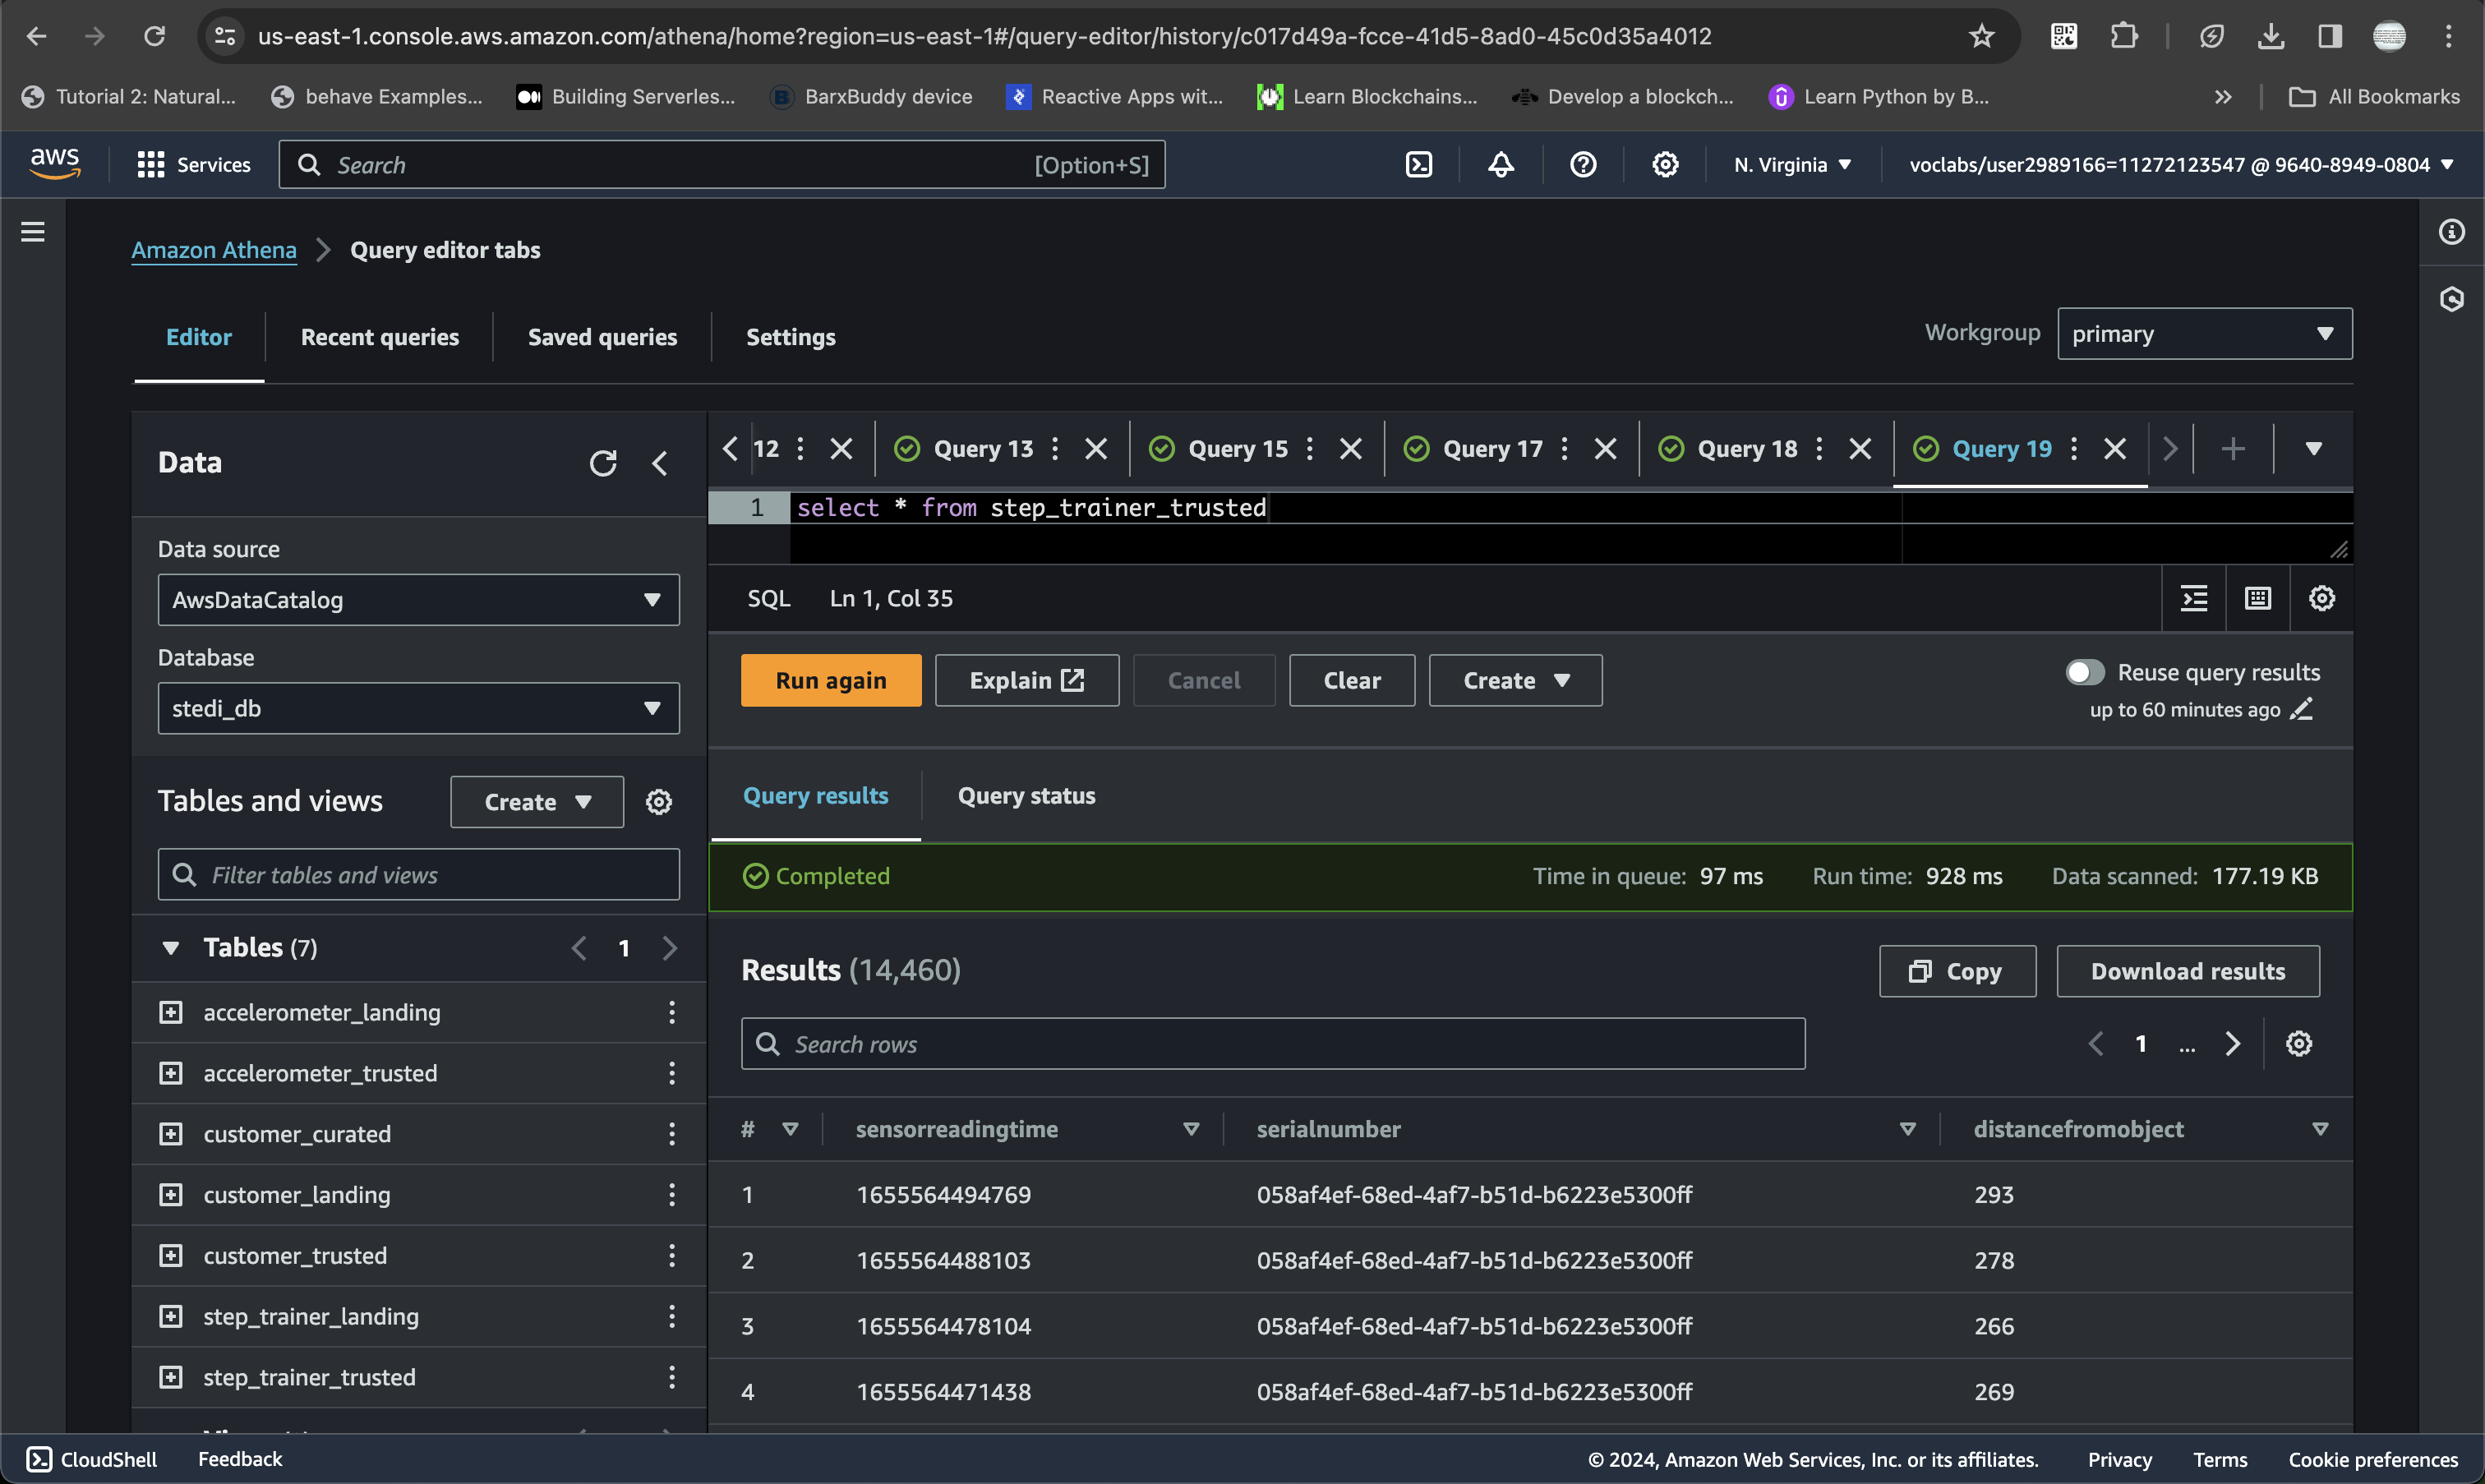 us-east-1.console.aws.amazon.com/athena/home?region=us-east-1#/query-editor/history/c017d49a-fcce-41d5-8ad0-45c0d35a4012
Tutorial 2: Natural... behave Examples... Building Serverles... BarxBuddy device Reactive Apps wit... Learn Blockchains... Develop a blockch... Learn Python by B... » All Bookmarks
aws Services Search [Option+S] N. Virginia voclabs/user2989166=11272123547 @ 9640-8949-0804
Amazon Athena Query editor tabs
Editor Recent queries Saved queries Settings Workgroup primary
Data
12 Query 13 Query 15 Query 17 Query 18 Query 19
1 select * from step_trainer_trusted
Data source
AwsDataCatalog
SQL Ln 1, Col 35
Database
stedi_db
Run again Explain Cancel Clear Create Reuse query results
up to 60 minutes ago
Tables and views Create
Query results Query status
Filter tables and views
Completed Time in queue: 97 ms Run time: 928 ms Data scanned: 177.19 KB
Tables (7) 1
Results (14,460) Copy Download results
Search rows 1 ...
accelerometer_landing
accelerometer_trusted
customer_curated
customer_landing
customer_trusted
step_trainer_landing
step_trainer_trusted
# sensorreadingtime serialnumber distancefromobject
1 1655564494769 058af4ef-68ed-4af7-b51d-b6223e5300ff 293
2 1655564488103 058af4ef-68ed-4af7-b51d-b6223e5300ff 278
3 1655564478104 058af4ef-68ed-4af7-b51d-b6223e5300ff 266
4 1655564471438 058af4ef-68ed-4af7-b51d-b6223e5300ff 269
CloudShell Feedback © 2024, Amazon Web Services, Inc. or its affiliates. Privacy Terms Cookie preferences